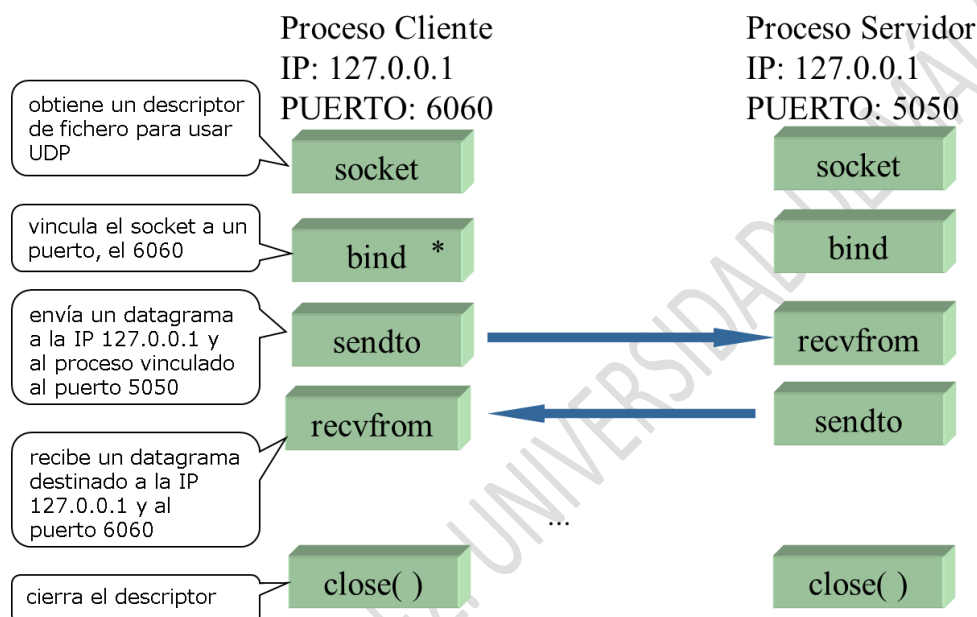 Proceso Cliente
IP: 127.0.0.1
PUERTO: 6060
Proceso Servidor
IP: 127.0.0.1
PUERTO: 5050
obtiene un descriptor
de fichero para usar
UDP
socket
socket
vincula el socket a un
puerto, el 6060
bind *
bind
envía un datagrama
a la IP 127.0.0.1 y
al proceso vinculado
al puerto 5050
sendto
recvfrom
recvfrom
sendto
recibe un datagrama
destinado a la IP
127.0.0.1 y al
puerto 6060
...
cierra el descriptor
close( )
close( )
UNIVERSIDAD DE MÁ